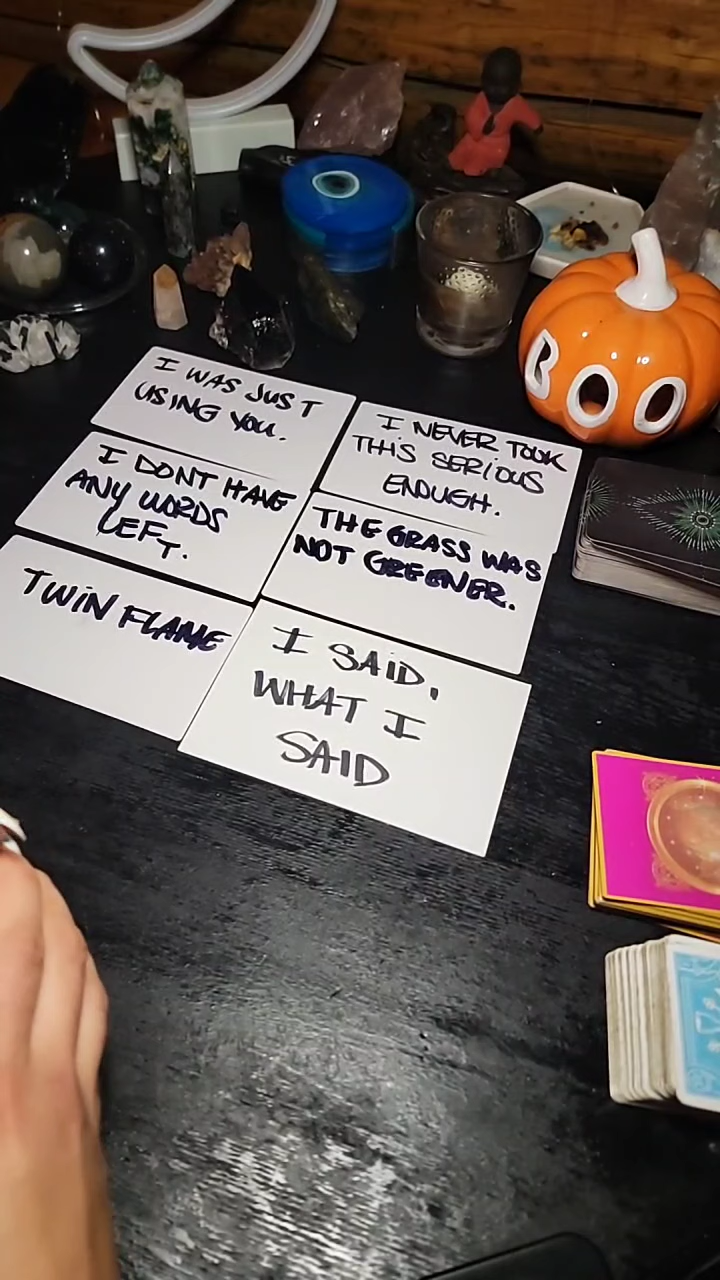 I WAS JUST
USING YOU.
I NEVER TOOK
THIS SERIOUS
ENOUGH.
I DONT HAVE
ANY WORDS
LEFT.
THE GRASS WAS
NOT GREENER.
TWIN FLAME
I SAID,
WHAT I
SAID
BOO